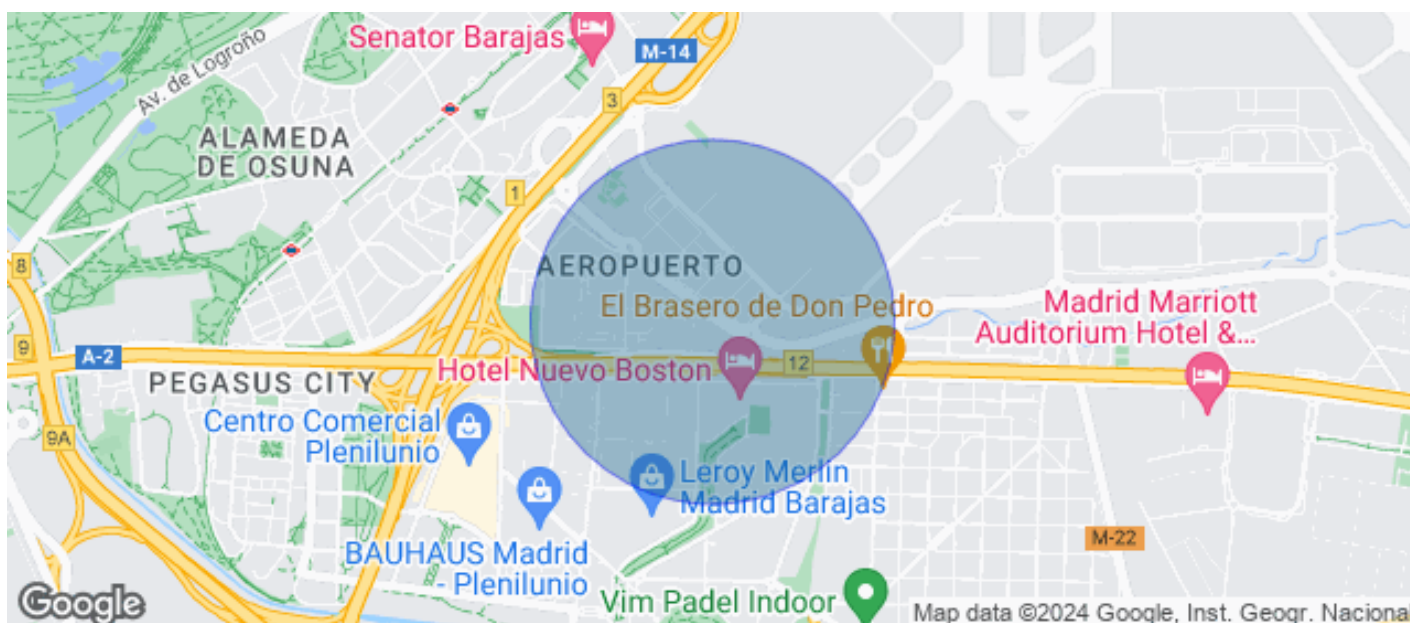 Senator Barajas
M-14
Av. de Logroño
3
ALAMEDA
DE OSUNA
1
8
AEROPUERTO
El Brasero de Don Pedro
Madrid Marriott
Auditorium Hotel &...
9
A-2
12
Hotel Nuevo Boston
PEGASUS CITY
Centro Comercial
Plenilunio
9A
Leroy Merlin
Madrid Barajas
BAUHAUS Madrid
- Plenilunio
M-22
Vim Padel Indoor
Google
Map data ©2024 Google, Inst. Geogr. Nacional